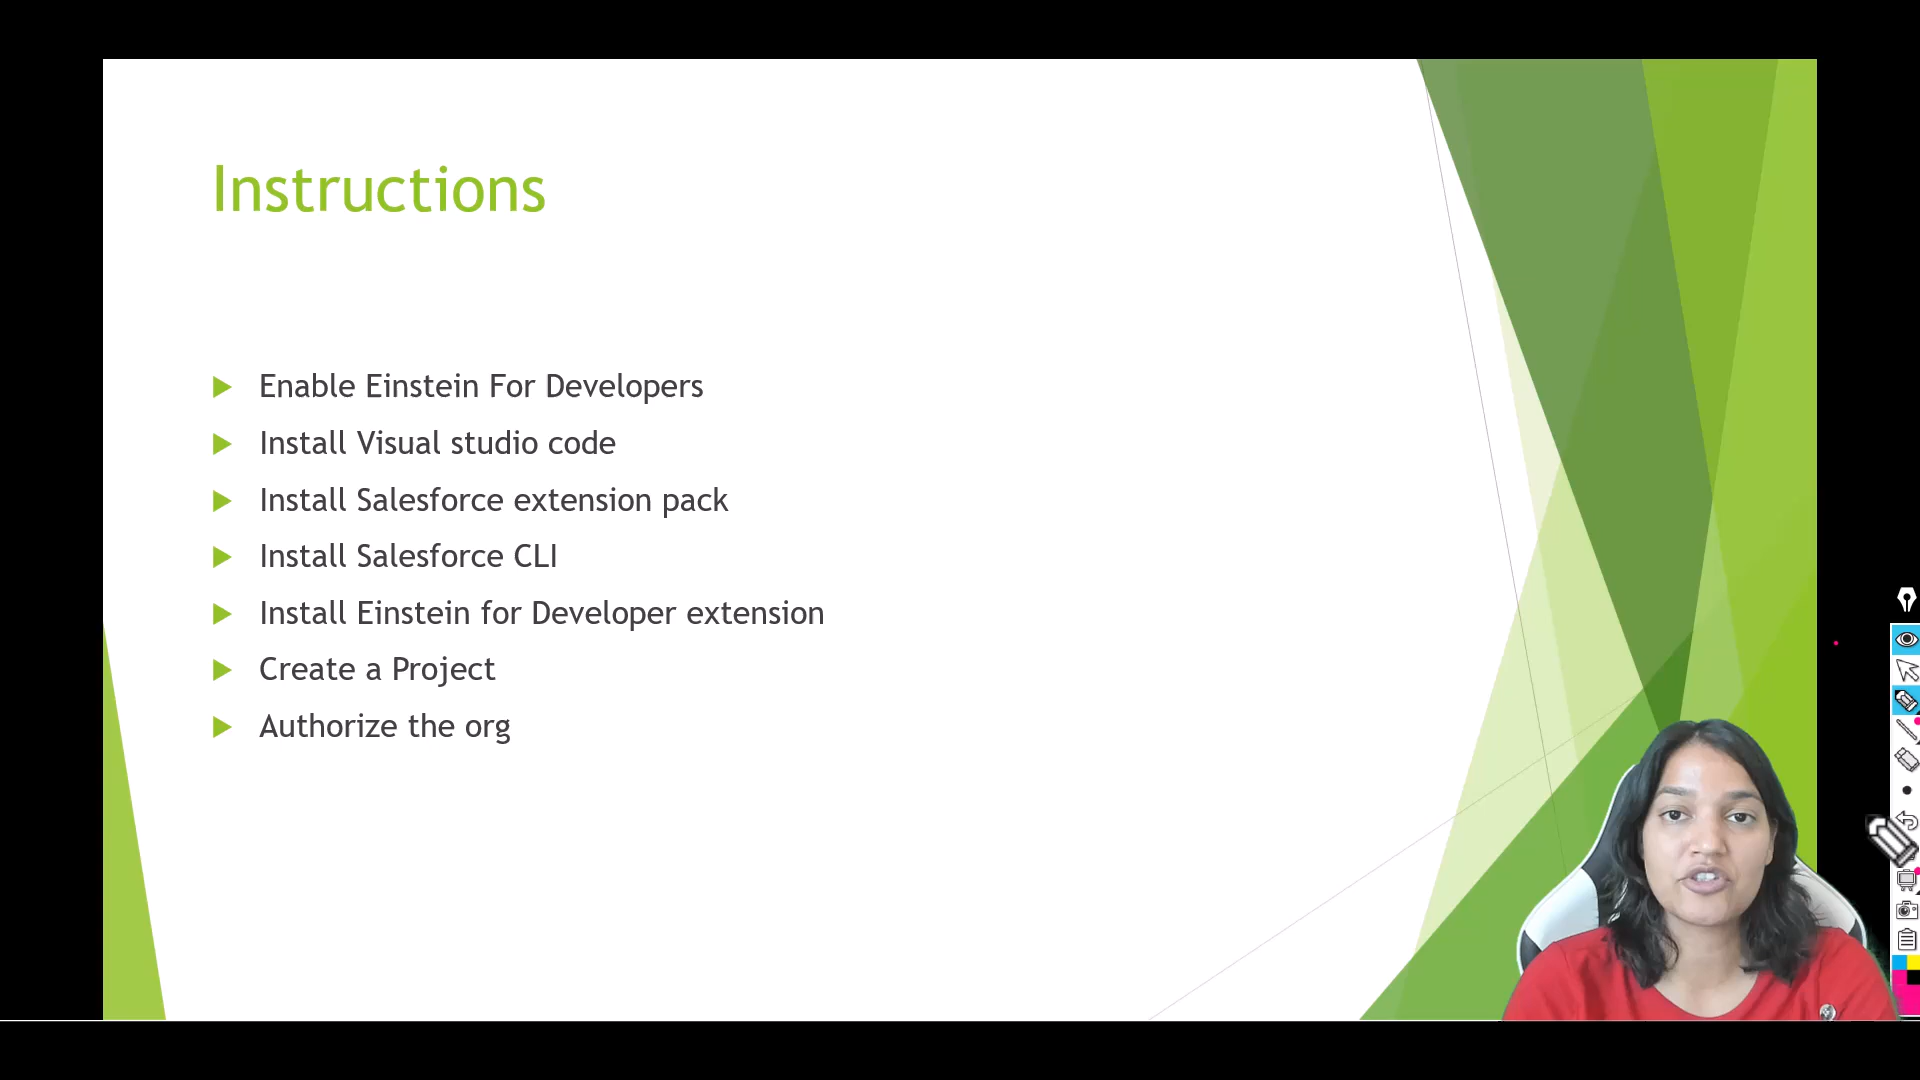 Instructions
Enable Einstein For Developers
Install Visual studio code
Install Salesforce extension pack
Install Salesforce CLI
Install Einstein for Developer extension
Create a Project
Authorize the org